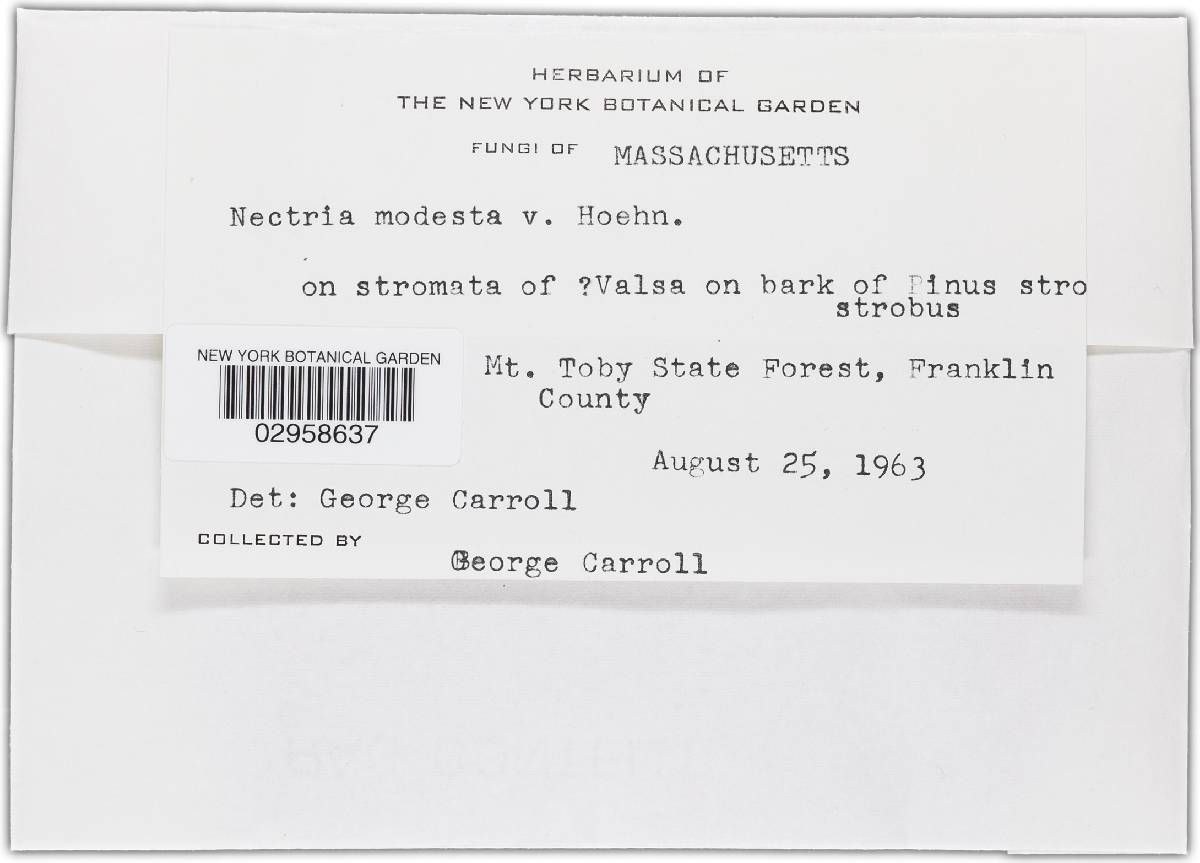 HERBARIUM OF
THE NEW YORK BOTANICAL GARDEN
FUNGI OF MASSACHUSETTS
Nectria modesta v. Hoehn.
on stromata of ?Valsa on bark of Pinus stro
strobus
NEW YORK BOTANICAL GARDEN
02958637
Mt. Toby State Forest, Franklin
County
August 25, 1963
Det: George Carroll
COLLECTED BY
George Carroll